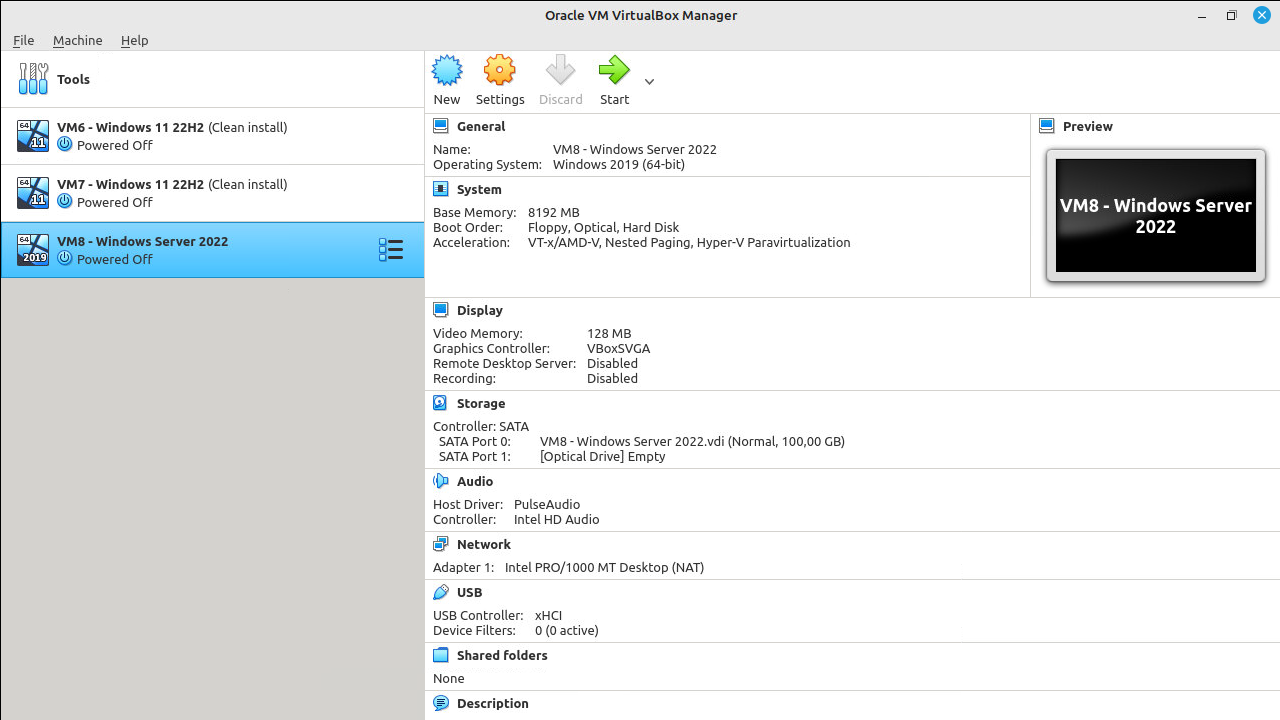 Oracle VM VirtualBox Manager
File Machine Help
Tools
New Settings Discard Start
64 11 VM6 - Windows 11 22H2 (Clean install)
Powered Off
64 11 VM7 - Windows 11 22H2 (Clean install)
Powered Off
64 2019 VM8 - Windows Server 2022
Powered Off
General
Name: VM8 - Windows Server 2022
Operating System: Windows 2019 (64-bit)
System
Base Memory: 8192 MB
Boot Order: Floppy, Optical, Hard Disk
Acceleration: VT-x/AMD-V, Nested Paging, Hyper-V Paravirtualization
Preview
VM8 - Windows Server
2022
Display
Video Memory: 128 MB
Graphics Controller: VBoxSVGA
Remote Desktop Server: Disabled
Recording: Disabled
Storage
Controller: SATA
SATA Port 0: VM8 - Windows Server 2022.vdi (Normal, 100,00 GB)
SATA Port 1: [Optical Drive] Empty
Audio
Host Driver: PulseAudio
Controller: Intel HD Audio
Network
Adapter 1: Intel PRO/1000 MT Desktop (NAT)
USB
USB Controller: xHCI
Device Filters: 0 (0 active)
Shared folders
None
Description